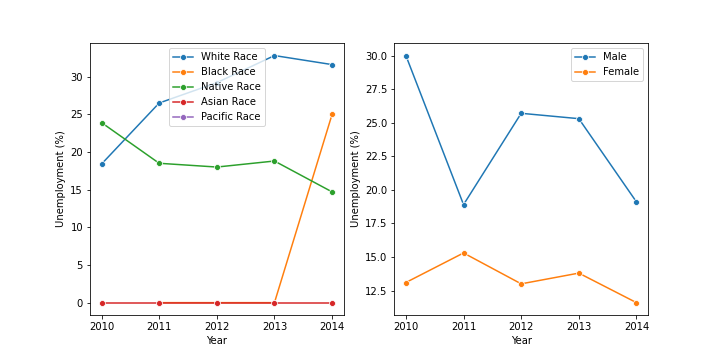 White Race
Black Race
Native Race
Asian Race
Pacific Race
Unemployment (%)
30
25
20
15
10
5
0
2010 2011 2012 2013 2014
Year
Male
Female
Unemployment (%)
30.0
27.5
25.0
22.5
20.0
17.5
15.0
12.5
2010 2011 2012 2013 2014
Year